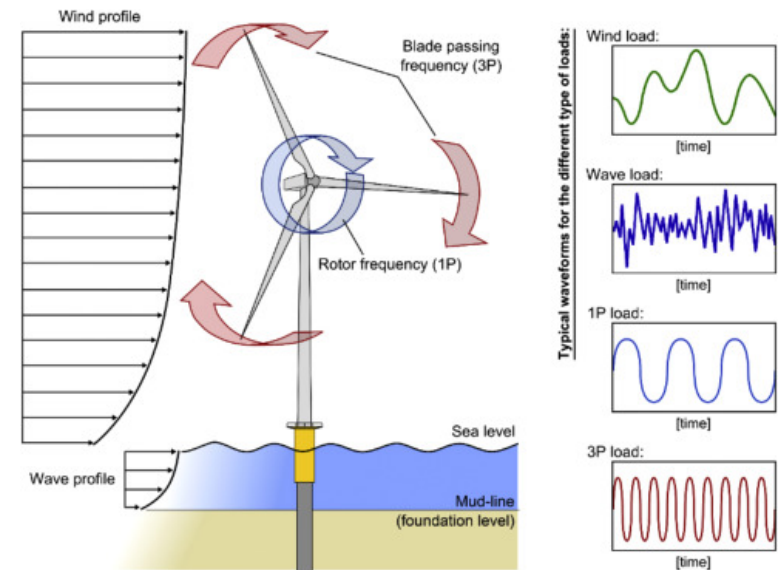 Wind profile
Blade passing
frequency (3P)
Rotor frequency (1P)
Sea level
Wave profile
Mud-line
(foundation level)
Typical waveforms for the different type of loads:
Wind load:
[time]
Wave load:
[time]
1P load:
[time]
3P load:
[time]